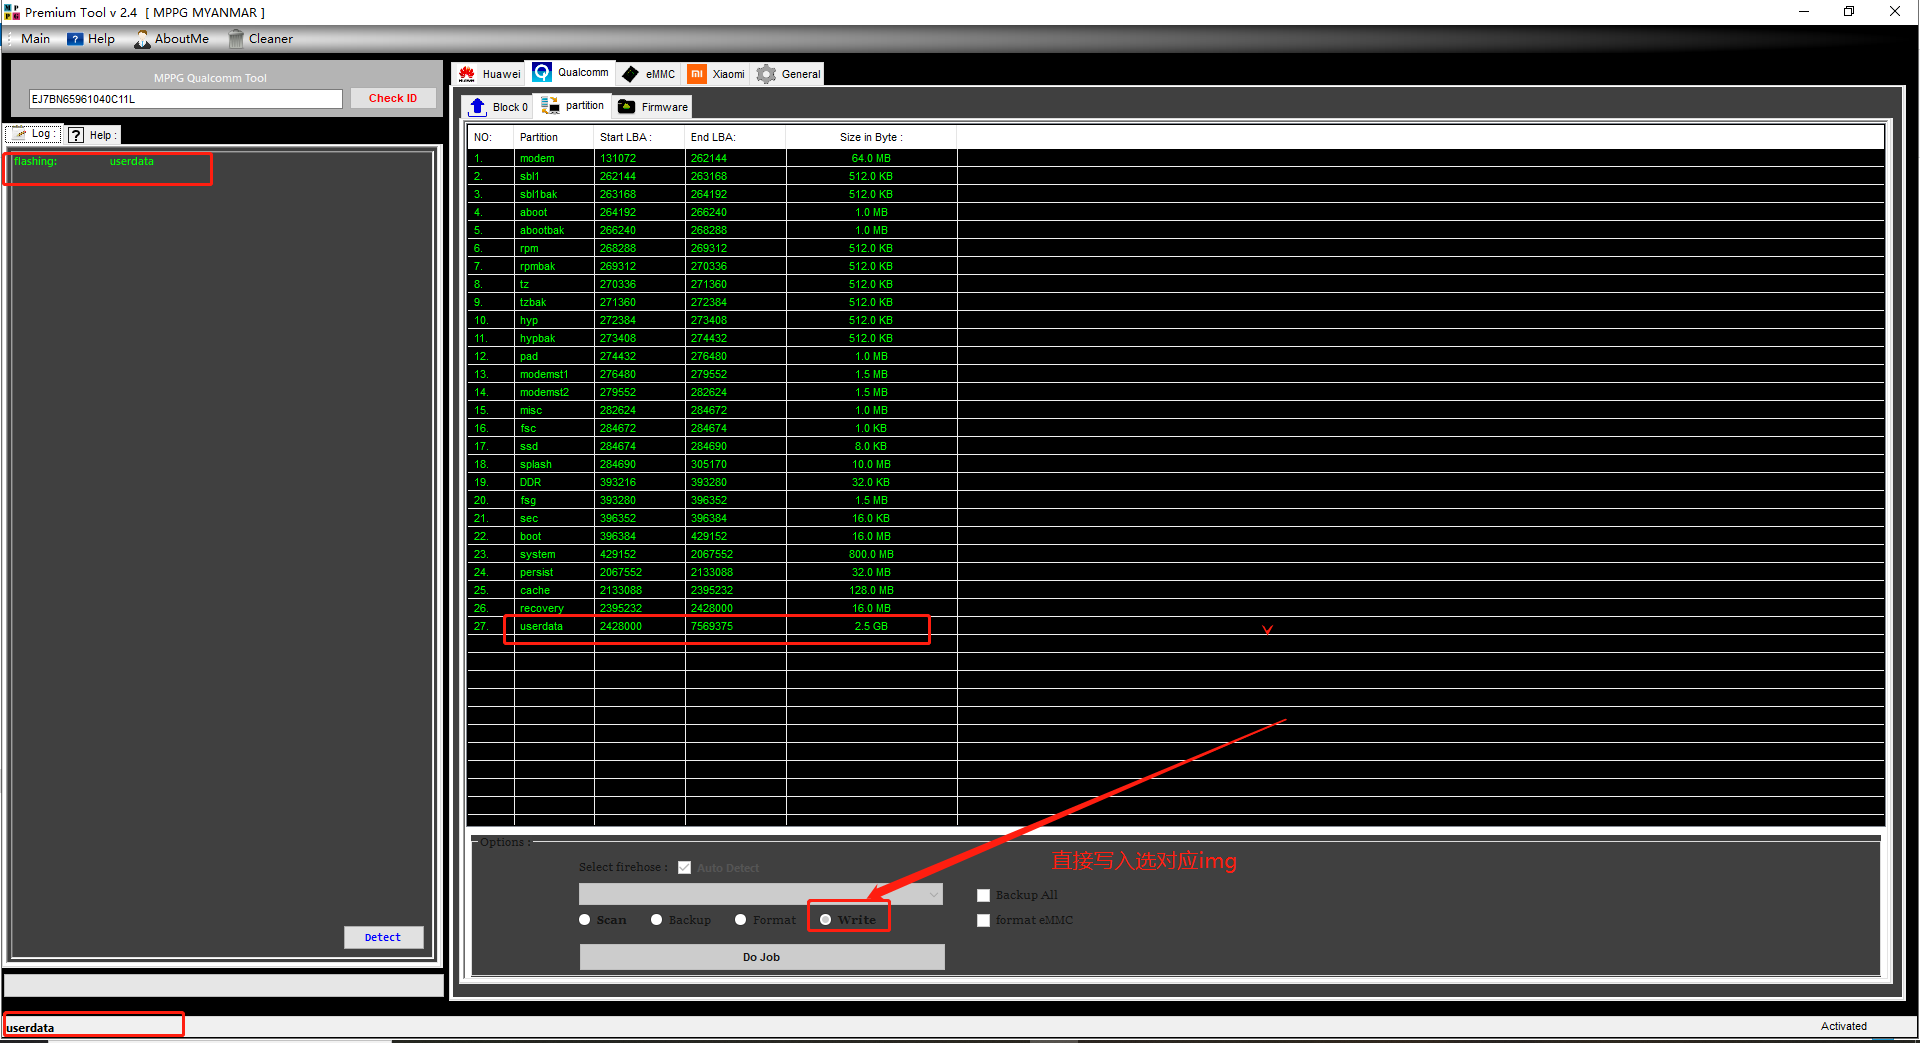 Premium Tool v 2.4 [ MPPG MYANMAR ]
Main Help AboutMe Cleaner
MPPG Qualcomm Tool
EJ7BN65961040C11L Check ID
Log : Help :
flashing: userdata
Detect
Huawei Qualcomm eMMC Xiaomi General
Block 0 partition Firmware
NO: Partition Start LBA : End LBA: Size in Byte :
1. modem 131072 262144 64.0 MB
2. sbl1 262144 263168 512.0 KB
3. sbl1bak 263168 264192 512.0 KB
4. aboot 264192 266240 1.0 MB
5. abootbak 266240 268288 1.0 MB
6. rpm 268288 269312 512.0 KB
7. rpmbak 269312 270336 512.0 KB
8. tz 270336 271360 512.0 KB
9. tzbak 271360 272384 512.0 KB
10. hyp 272384 273408 512.0 KB
11. hypbak 273408 274432 512.0 KB
12. pad 274432 276480 1.0 MB
13. modemst1 276480 279552 1.5 MB
14. modemst2 279552 282624 1.5 MB
15. misc 282624 284672 1.0 MB
16. fsc 284672 284674 1.0 KB
17. ssd 284674 284690 8.0 KB
18. splash 284690 305170 10.0 MB
19. DDR 393216 393280 32.0 KB
20. fsg 393280 396352 1.5 MB
21. sec 396352 396384 16.0 KB
22. boot 396384 429152 16.0 MB
23. system 429152 2067552 800.0 MB
24. persist 2067552 2133088 32.0 MB
25. cache 2133088 2395232 128.0 MB
26. recovery 2395232 2428000 16.0 MB
27. userdata 2428000 7569375 2.5 GB
Options :
直接写入选对应img
Select firehose : Auto Detect
Backup All
Scan Backup Format Write format eMMC
Do Job
userdata Activated